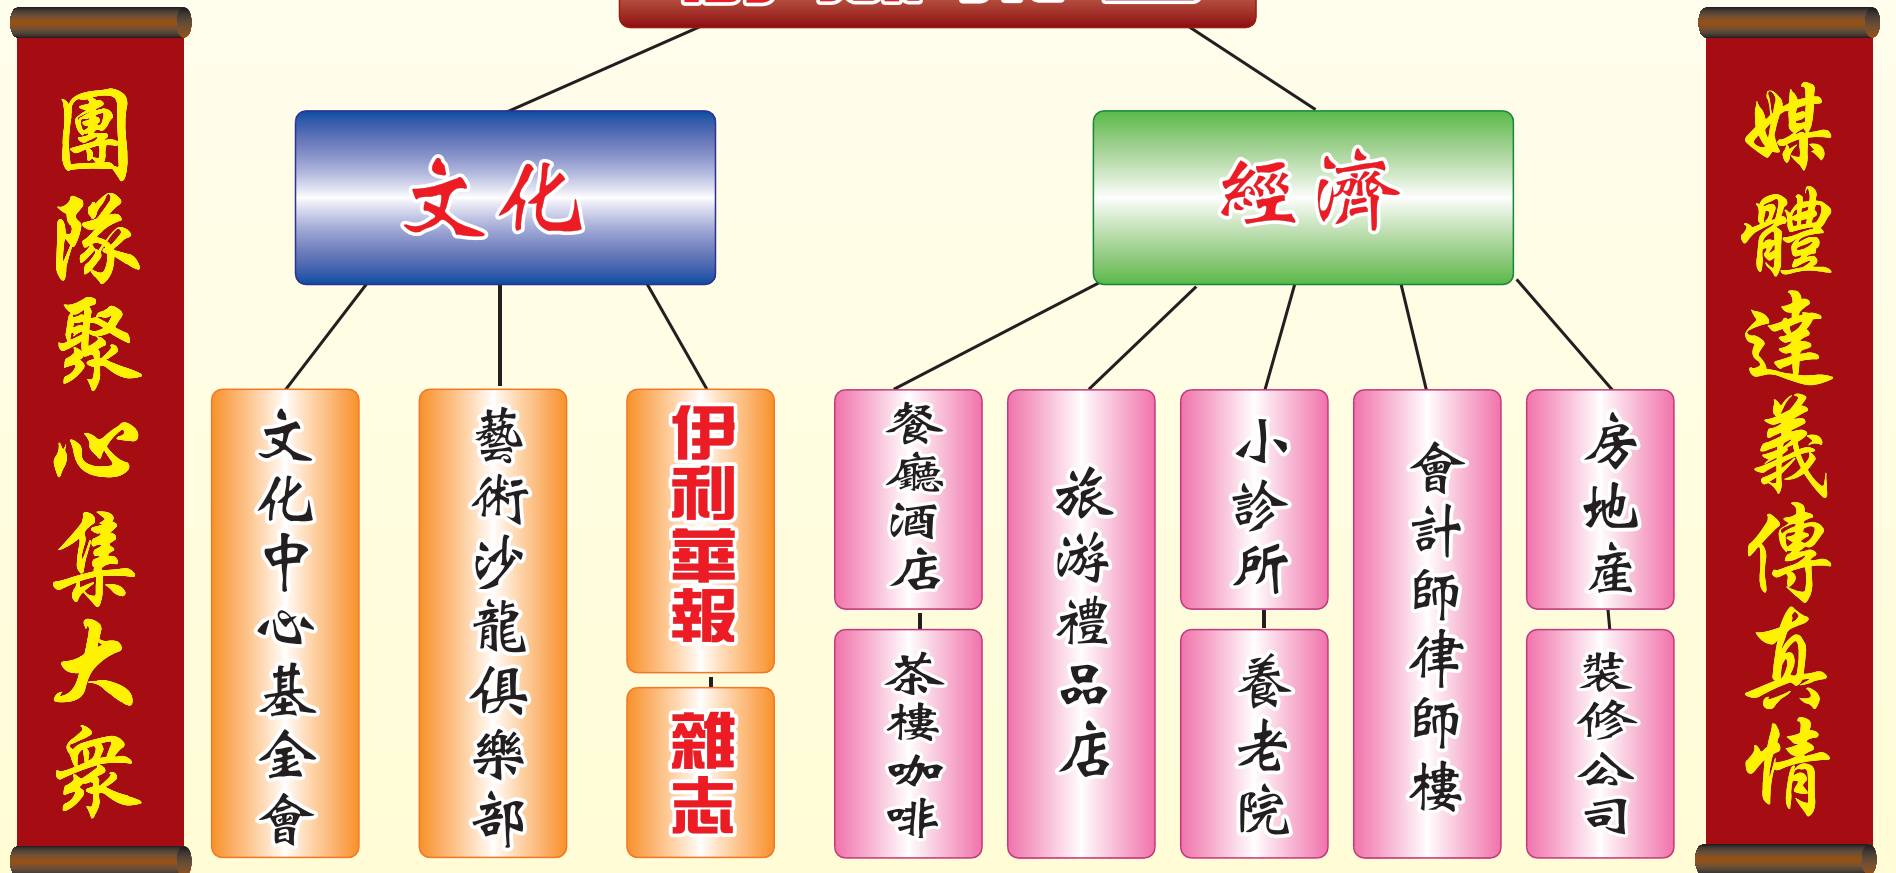 團隊聚心集大衆
文化
經濟
文化中心基金會
藝術沙龍俱樂部
伊利華報
雜志
餐廳酒店
茶樓咖啡
旅游禮品店
小診所
養老院
會計師律師樓
房地産
裝修公司
媒體達義傳真情